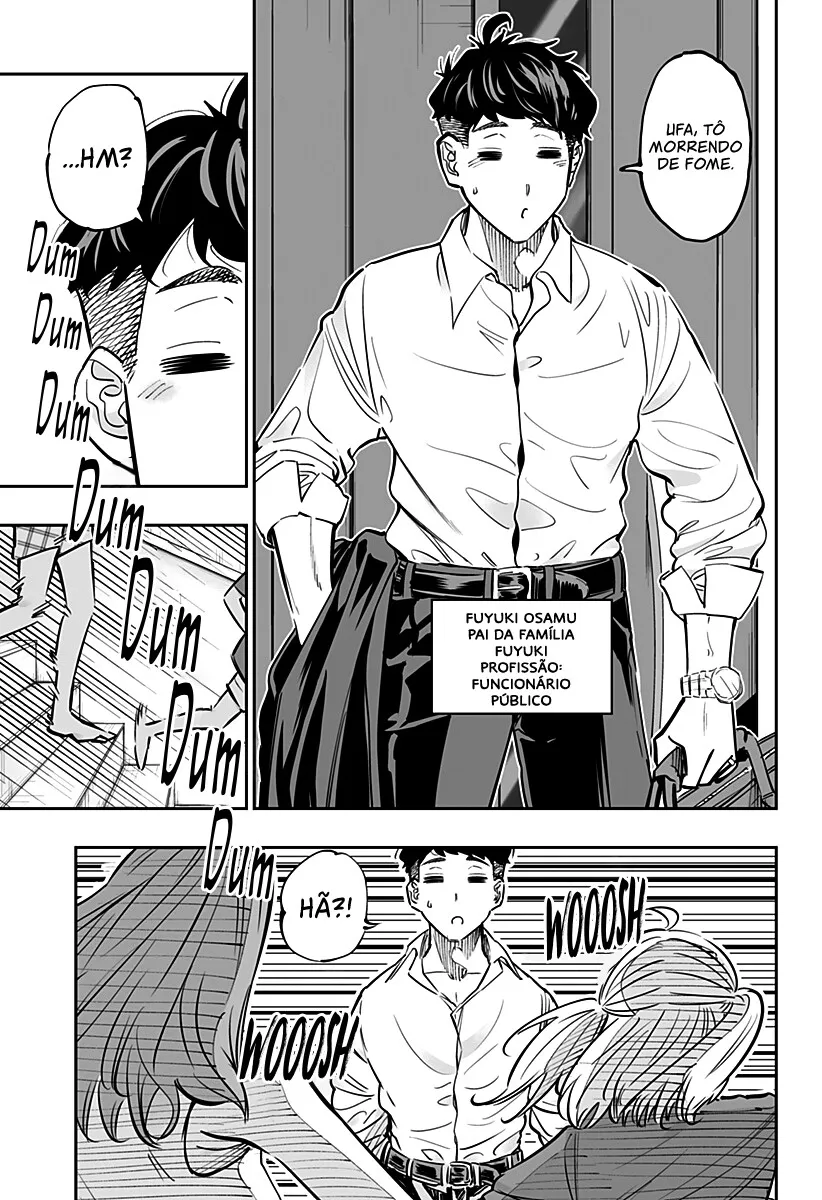 UFA, TÔ
MORRENDO
DE FOME.
FUYUKI OSAMU
PAI DA FAMÍLIA
FUYUKI
PROFISSÃO:
FUNCIONÁRIO
PÚBLICO
...HM?
DUM
DUM
DUM
DUM
DUM
DUM
DUM
HÃ?!
WOOOSH
WOOOSH